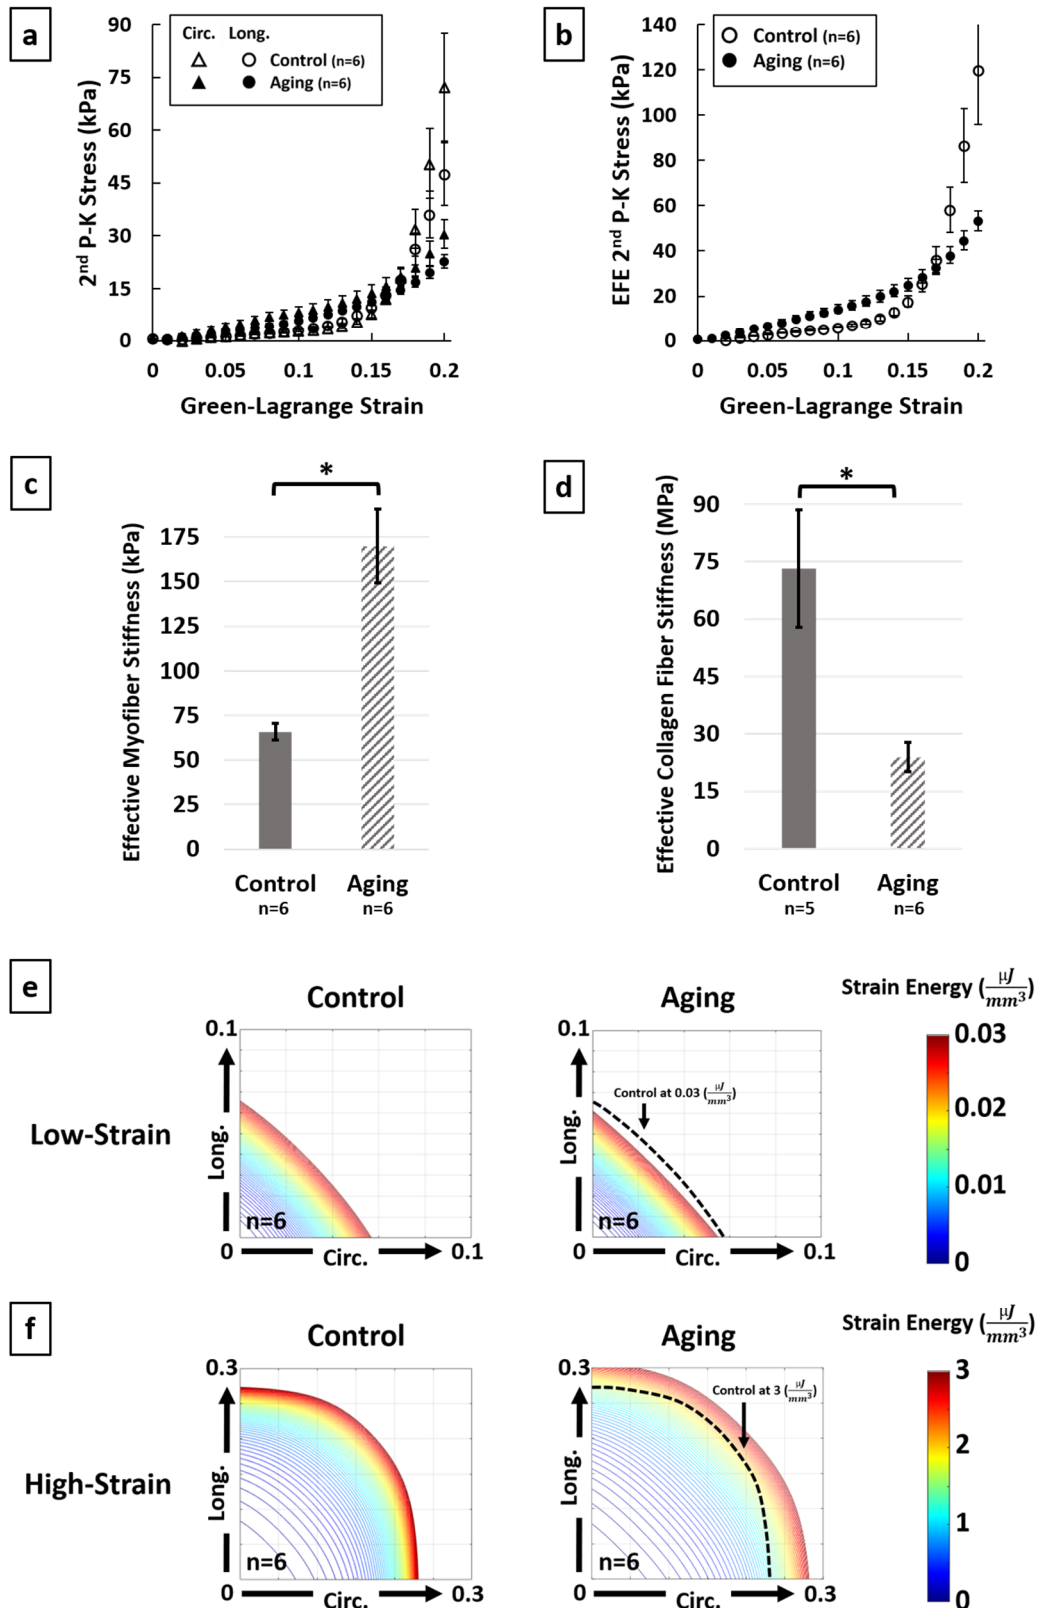 a
90
75
60
45
30
15
0
2nd P-K Stress (kPa)
Circ. Long.
Control (n=6)
Aging (n=6)
0 0.05 0.1 0.15 0.2
Green-Lagrange Strain
b
140
120
100
80
60
40
20
0
EFE 2nd P-K Stress (kPa)
Control (n=6)
Aging (n=6)
0 0.05 0.1 0.15 0.2
Green-Lagrange Strain
c
*
175
150
125
100
75
50
25
0
Effective Myofiber Stiffness (kPa)
Control Aging
n=6 n=6
d
*
90
75
60
45
30
15
0
Effective Collagen Fiber Stiffness (MPa)
Control Aging
n=5 n=6
e
Control
Aging
Strain Energy (μJ/mm³)
Low-Strain
0.1
Long.
n=6
0 Circ. 0.1
0.1
Control at 0.03 (μJ/mm³)
Long.
n=6
0 Circ. 0.1
0.03
0.02
0.01
0
f
Control
Aging
Strain Energy (μJ/mm³)
High-Strain
0.3
Long.
n=6
0 Circ. 0.3
0.3
Control at 3 (μJ/mm³)
Long.
n=6
0 Circ. 0.3
3
2
1
0